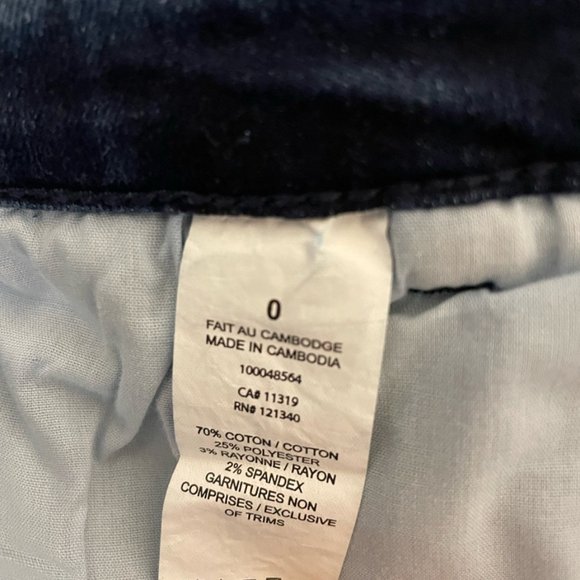 0
FAIT AU CAMBODGE
MADE IN CAMBODIA
100048564
CA# 11319
RN# 121340
70% COTON / COTTON
25% POLYESTER
3% RAYONNE / RAYON
2% SPANDEX
GARNITURES NON
COMPRISES / EXCLUSIVE
OF TRIMS